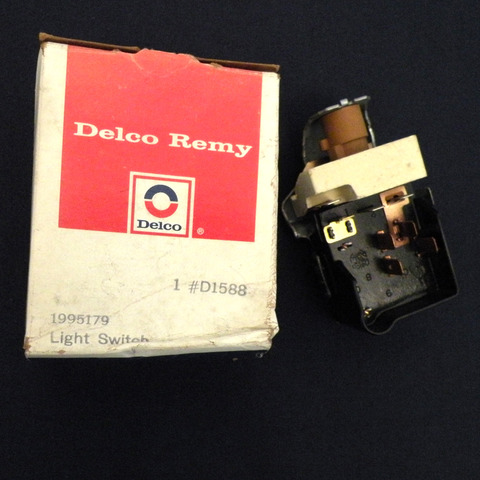 Delco Remy
Delco
®
1 #D1588
1995179
Light Switch